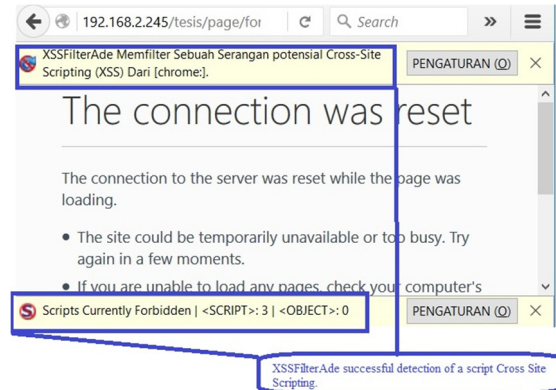 192.168.2.245/tesis/page/for
Search
XSSFilterAde Memfilter Sebuah Serangan potensial Cross-Site
Scripting (XSS) Dari [chrome:].
PENGATURAN (O)
The connection was reset
The connection to the server was reset while the page was
loading.
• The site could be temporarily unavailable or too busy. Try
again in a few moments.
• If you are unable to load any pages, check your computer's
Scripts Currently Forbidden | <SCRIPT>: 3 | <OBJECT>: 0
PENGATURAN (O)
XSSFilterAde successful detection of a script Cross Site
Scripting.